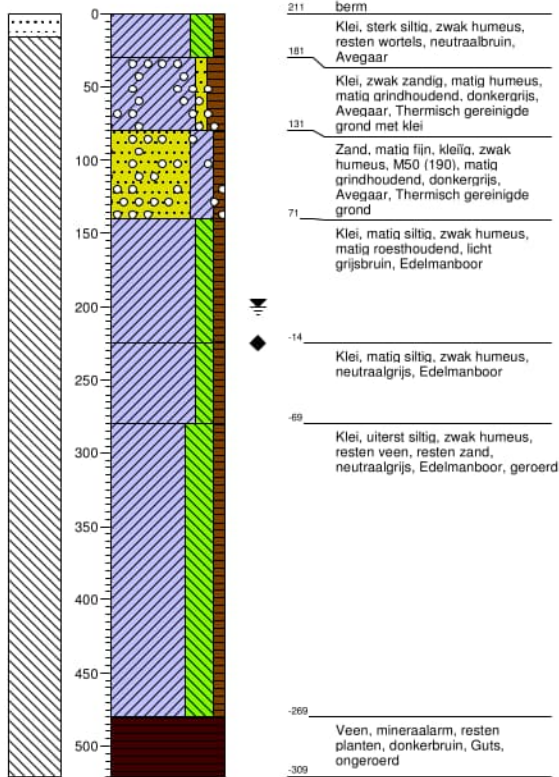 0
211 berm
Klei, sterk siltig, zwak humeus,
resten wortels, neutraalbruin,
Avegaar
181
50
Klei, zwak zandig, matig humeus,
matig grindhoudend, donkergrijs,
Avegaar, Thermisch gereinigde
grond met klei
131
100
Zand, matig fijn, kleiïg, zwak
humeus, M50 (190), matig
grindhoudend, donkergrijs,
Avegaar, Thermisch gereinigde
grond
71
150
Klei, matig siltig, zwak humeus,
matig roesthoudend, licht
grijsbruin, Edelmanboor
200
-14
Klei, matig siltig, zwak humeus,
neutraalgrijs, Edelmanboor
250
-69
Klei, uiterst siltig, zwak humeus,
resten veen, resten zand,
neutraalgrijs, Edelmanboor, geroerd
300
350
400
450
-269
500
Veen, mineraalarm, resten
planten, donkerbruin, Guts,
ongeroerd
-309